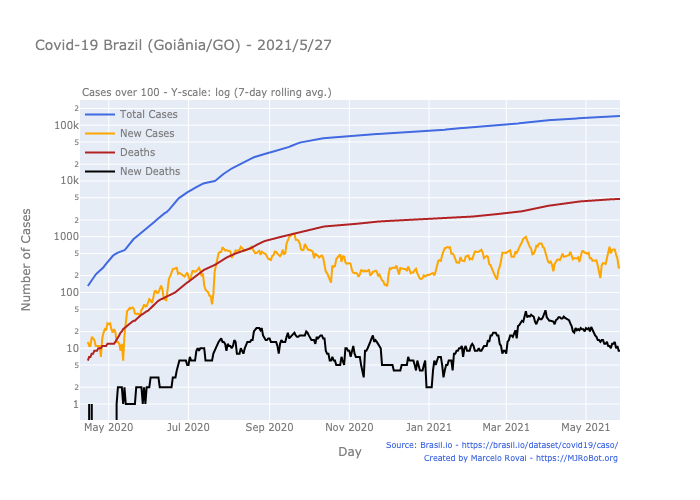 Covid-19 Brazil (Goiânia/GO) - 2021/5/27
Cases over 100 - Y-scale: log (7-day rolling avg.)
Total Cases
New Cases
Deaths
New Deaths
2
100k
5
2
10k
5
2
1000
5
2
100
5
2
10
5
2
1
Number of Cases
May 2020
Jul 2020
Sep 2020
Nov 2020
Jan 2021
Mar 2021
May 2021
Day
Source: Brasil.io - https://brasil.io/dataset/covid19/caso/
Created by Marcelo Rovai - https://MJRoBot.org